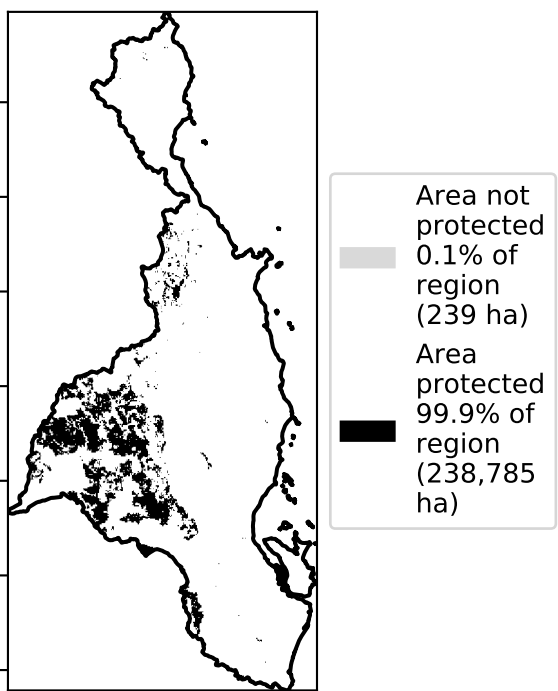 Area not
protected
0.1% of
region
(239 ha)
Area
protected
99.9% of
region
(238,785
ha)